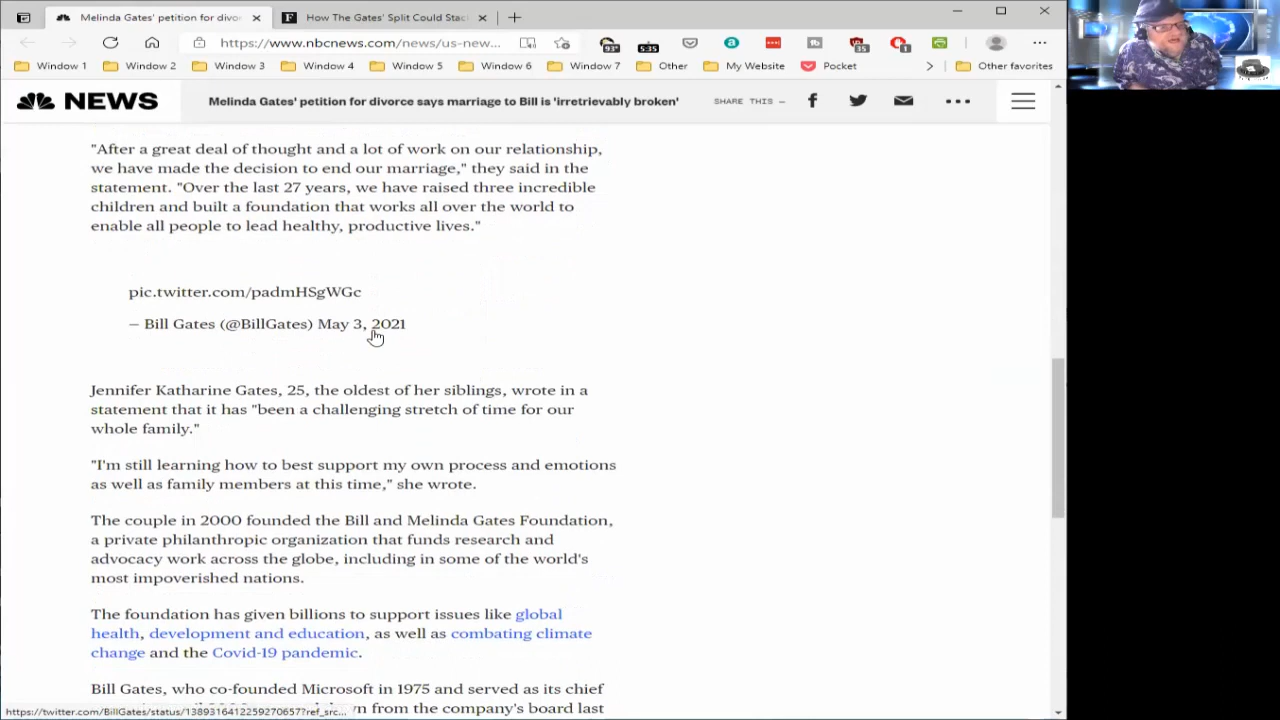 Melinda Gates' petition for divor
How The Gates' Split Could Stac
https://www.nbcnews.com/news/us-new...
93°
5:35
35
1
Window 1
Window 2
Window 3
Window 4
Window 5
Window 6
Window 7
Other
My Website
Pocket
Other favorites
NEWS
Melinda Gates' petition for divorce says marriage to Bill is 'irretrievably broken'
SHARE THIS —
"After a great deal of thought and a lot of work on our relationship,
we have made the decision to end our marriage," they said in the
statement. "Over the last 27 years, we have raised three incredible
children and built a foundation that works all over the world to
enable all people to lead healthy, productive lives."
pic.twitter.com/padmHSgWGc
— Bill Gates (@BillGates) May 3, 2021
Jennifer Katharine Gates, 25, the oldest of her siblings, wrote in a
statement that it has "been a challenging stretch of time for our
whole family."
"I'm still learning how to best support my own process and emotions
as well as family members at this time," she wrote.
The couple in 2000 founded the Bill and Melinda Gates Foundation,
a private philanthropic organization that funds research and
advocacy work across the globe, including in some of the world's
most impoverished nations.
The foundation has given billions to support issues like global
health, development and education, as well as combating climate
change and the Covid-19 pandemic.
Bill Gates, who co-founded Microsoft in 1975 and served as its chief
from the company's board last
https://twitter.com/BillGates/status/1389316412259270657?ref_src...